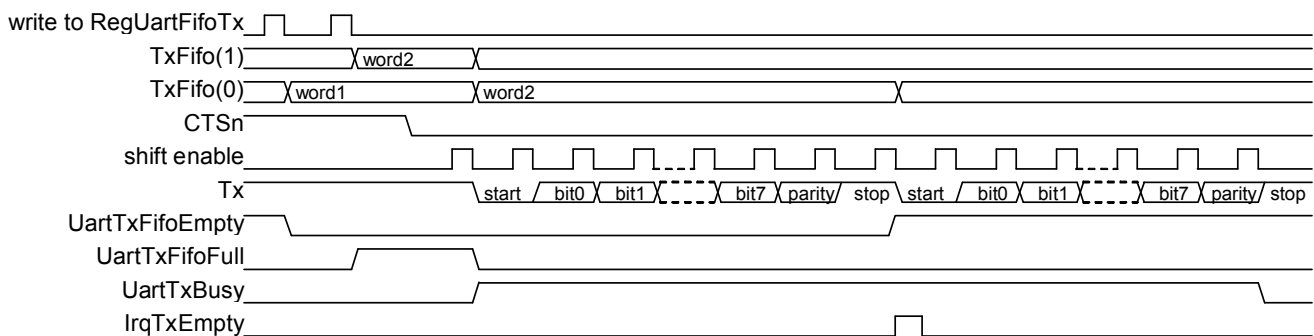 write to RegUartFifoTx
TxFifo(1) word2
TxFifo(0) word1 word2
CTSn
shift enable
Tx start bit0 bit1 bit7 parity stop start bit0 bit1 bit7 parity stop
UartTxFifoEmpty
UartTxFifoFull
UartTxBusy
IrqTxEmpty